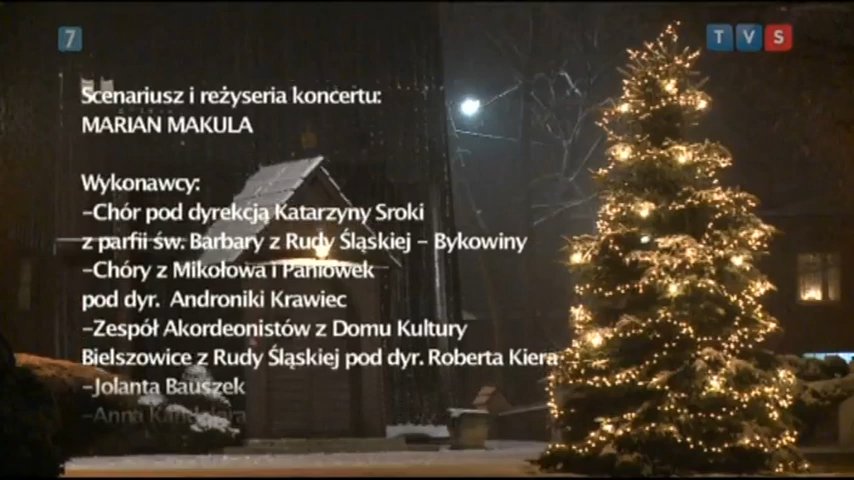 7
TVS
Scenariusz i reżyseria koncertu:
MARIAN MAKULA
Wykonawcy:
-Chór pod dyrekcją Katarzyny Sroki
z parfii św. Barbary z Rudy Śląskiej - Bykowiny
-Chóry z Mikołowa i Paniówek
pod dyr. Androniki Krawiec
-Zespół Akordeonistów z Domu Kultury
Bielszowice z Rudy Śląskiej pod dyr. Roberta Kiera
-Jolanta Bauszek
-Anna